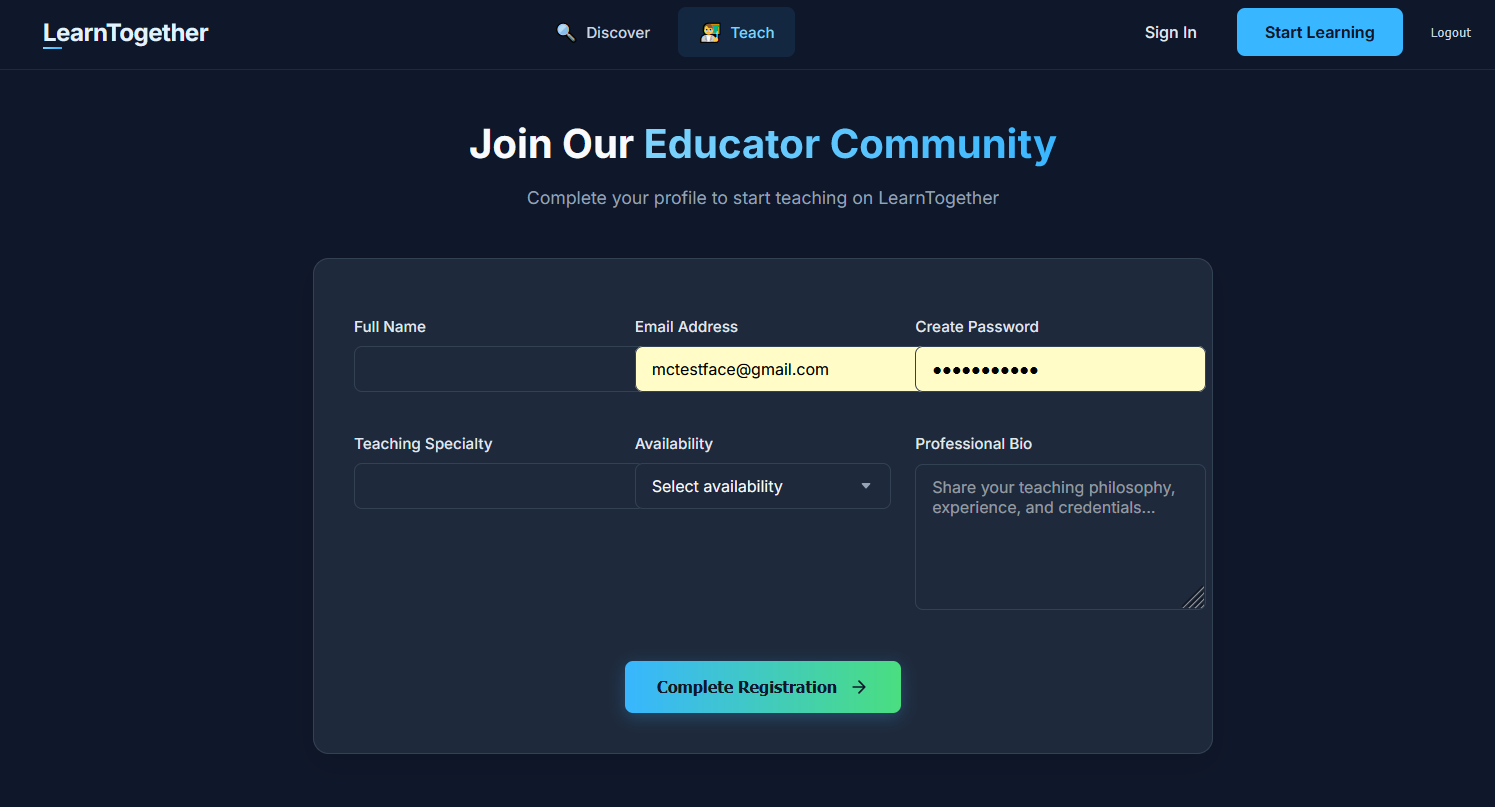 LearnTogether
Discover
Teach
Sign In
Start Learning
Logout
Join Our Educator Community
Complete your profile to start teaching on LearnTogether
Full Name
Email Address
Create Password
mctestface@gmail.com
•••••••••••
Teaching Specialty
Availability
Professional Bio
Select availability
Share your teaching philosophy,
experience, and credentials...
Complete Registration →